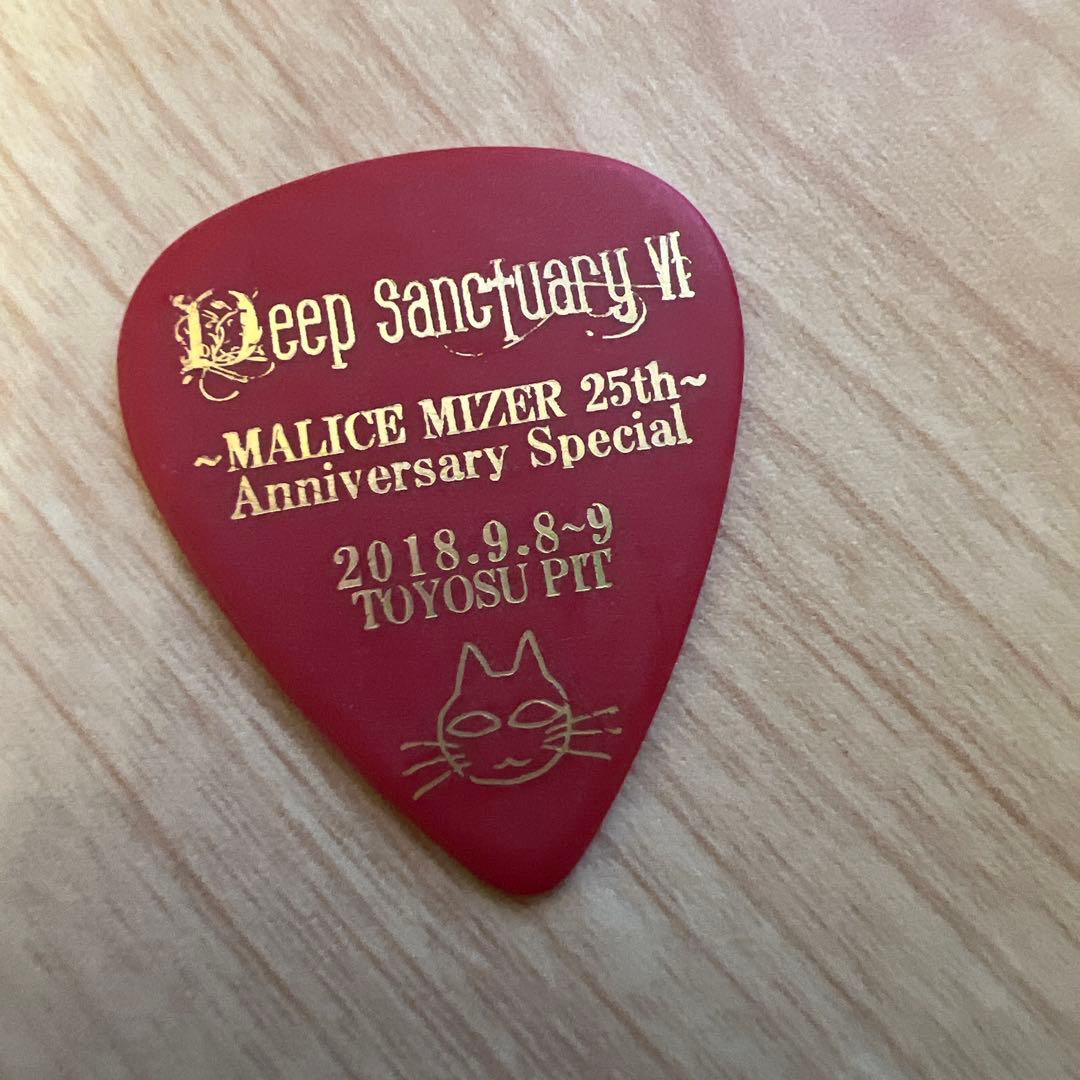 Deep Sanctuary VI
~MALICE MIZER 25th~
Anniversary Special
2018.9.8~9
TOYOSU PIT